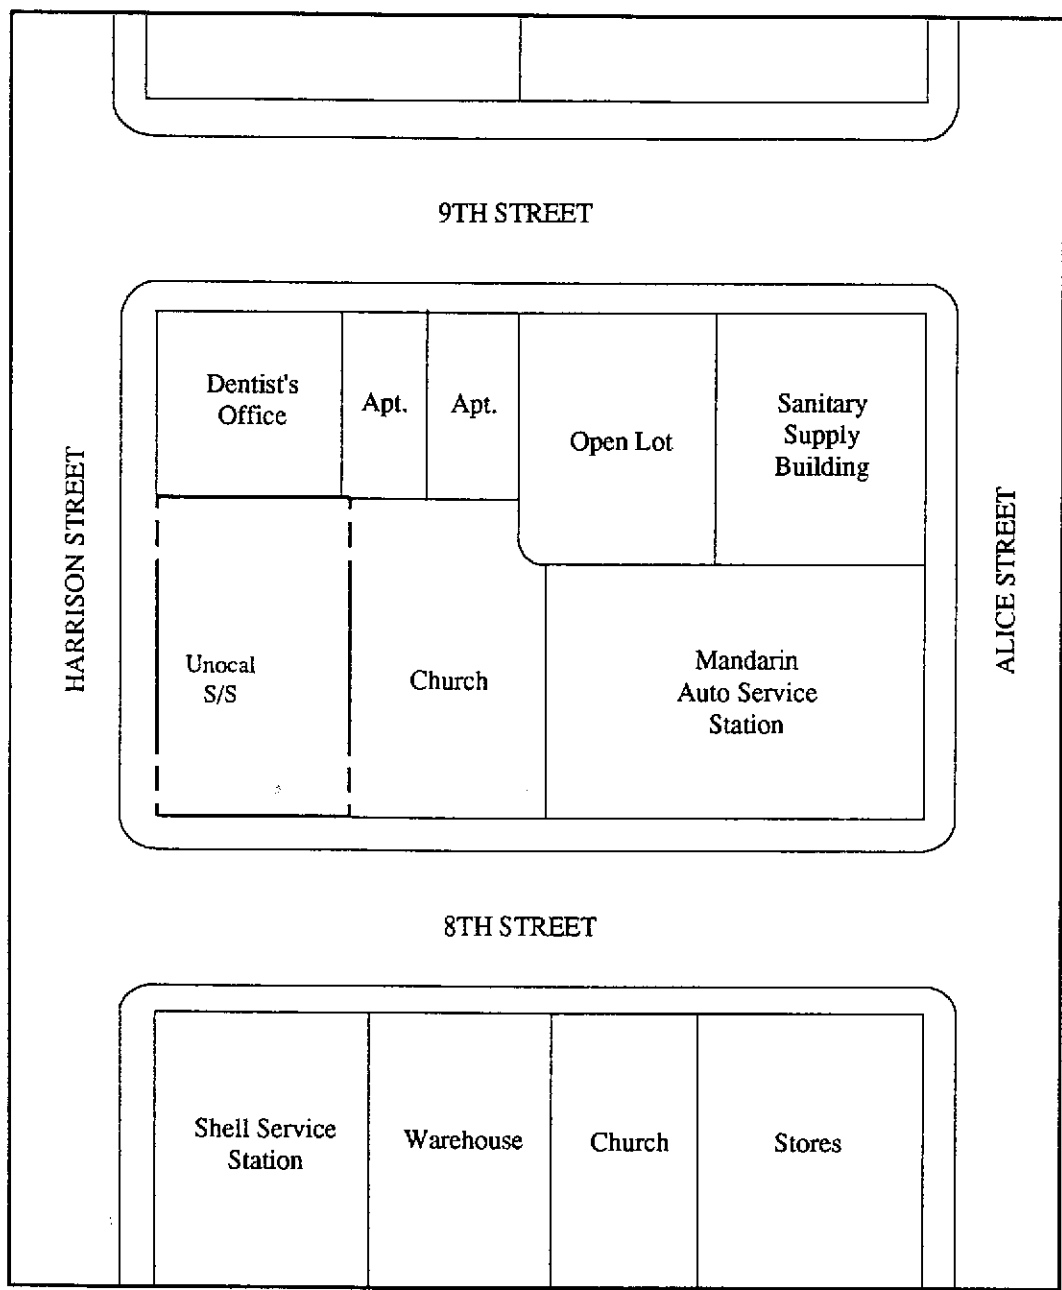 9TH STREET
HARRISON STREET
ALICE STREET
Dentist's
Office
Apt.
Apt.
Open Lot
Sanitary
Supply
Building
Unocal
S/S
Church
Mandarin
Auto Service
Station
8TH STREET
Shell Service
Station
Warehouse
Church
Stores